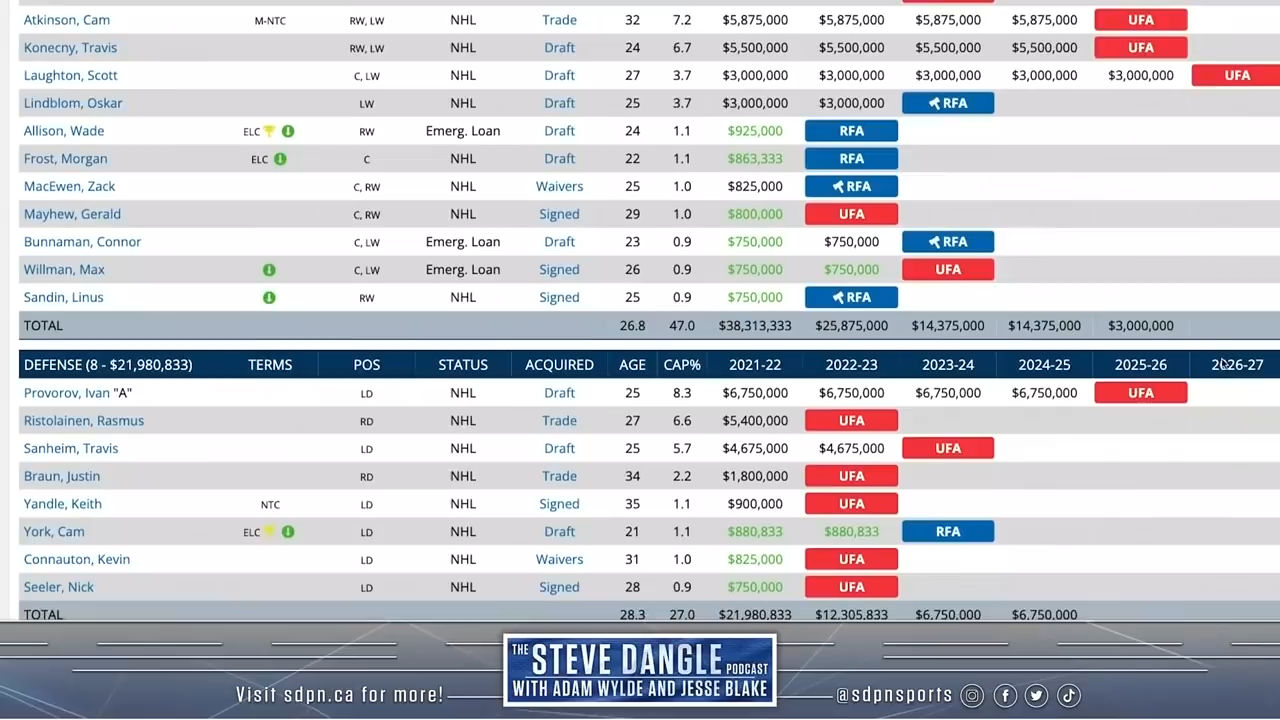 Atkinson, Cam M-NTC RW, LW NHL Trade 32 7.2 $5,875,000 $5,875,000 $5,875,000 $5,875,000 UFA
Konecny, Travis RW, LW NHL Draft 24 6.7 $5,500,000 $5,500,000 $5,500,000 $5,500,000 UFA
Laughton, Scott C, LW NHL Draft 27 3.7 $3,000,000 $3,000,000 $3,000,000 $3,000,000 $3,000,000 UFA
Lindblom, Oskar LW NHL Draft 25 3.7 $3,000,000 $3,000,000 RFA
Allison, Wade ELC RW Emerg. Loan Draft 24 1.1 $925,000 RFA
Frost, Morgan ELC C NHL Draft 22 1.1 $863,333 RFA
MacEwen, Zack C, RW NHL Waivers 25 1.0 $825,000 RFA
Mayhew, Gerald C, RW NHL Signed 29 1.0 $800,000 UFA
Bunnaman, Connor C, LW Emerg. Loan Draft 23 0.9 $750,000 $750,000 RFA
Willman, Max C, LW Emerg. Loan Signed 26 0.9 $750,000 $750,000 UFA
Sandin, Linus RW NHL Signed 25 0.9 $750,000 RFA
TOTAL 26.8 47.0 $38,313,333 $25,875,000 $14,375,000 $14,375,000 $3,000,000
DEFENSE (8 - $21,980,833) TERMS POS STATUS ACQUIRED AGE CAP% 2021-22 2022-23 2023-24 2024-25 2025-26 2026-27
Provorov, Ivan "A" LD NHL Draft 25 8.3 $6,750,000 $6,750,000 $6,750,000 $6,750,000 UFA
Ristolainen, Rasmus RD NHL Trade 27 6.6 $5,400,000 UFA
Sanheim, Travis LD NHL Draft 25 5.7 $4,675,000 $4,675,000 UFA
Braun, Justin RD NHL Trade 34 2.2 $1,800,000 UFA
Yandle, Keith NTC LD NHL Signed 35 1.1 $900,000 UFA
York, Cam ELC LD NHL Draft 21 1.1 $880,833 $880,833 RFA
Connauton, Kevin LD NHL Waivers 31 1.0 $825,000 UFA
Seeler, Nick LD NHL Signed 28 0.9 $750,000 UFA
TOTAL 28.3 27.0 $21,980,833 $12,305,833 $6,750,000 $6,750,000
THE STEVE DANGLE PODCAST
WITH ADAM WYLDE AND JESSE BLAKE
Visit sdpn.ca for more!
@sdpnsports